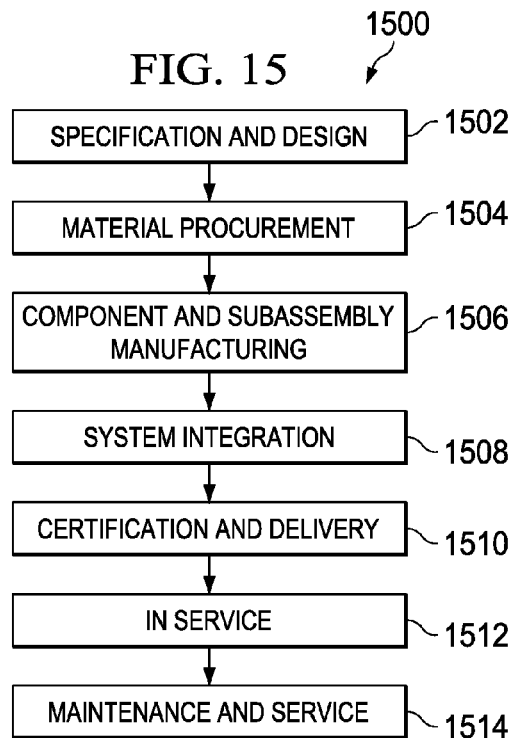 1500
FIG. 15
SPECIFICATION AND DESIGN
1502
MATERIAL PROCUREMENT
1504
COMPONENT AND SUBASSEMBLY
MANUFACTURING
1506
SYSTEM INTEGRATION
1508
CERTIFICATION AND DELIVERY
1510
IN SERVICE
1512
MAINTENANCE AND SERVICE
1514